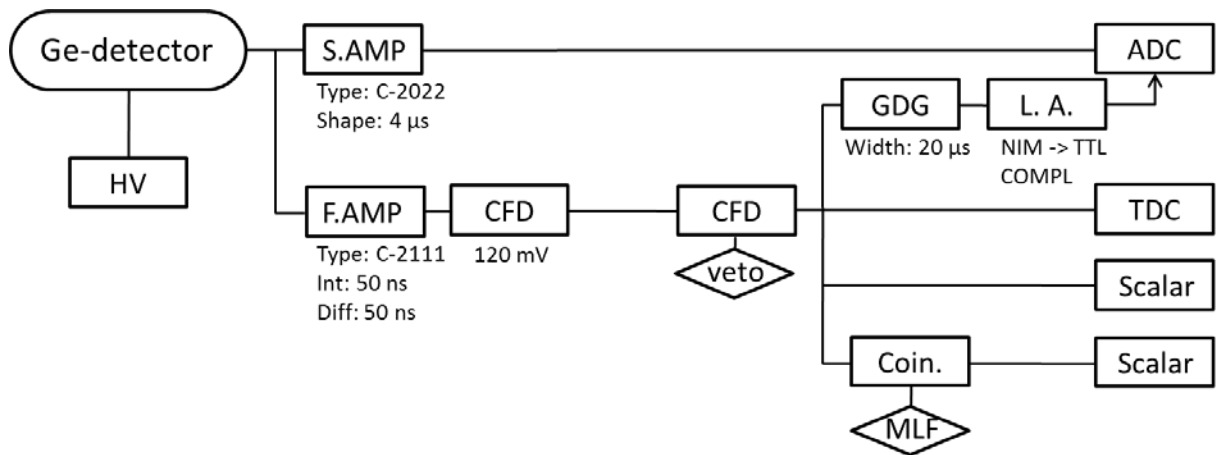 Ge-detector
S.AMP
ADC
Type: C-2022
Shape: 4 μs
GDG
L. A.
Width: 20 μs
NIM -> TTL
COMPL
HV
F.AMP
CFD
CFD
TDC
Type: C-2111
Int: 50 ns
Diff: 50 ns
120 mV
veto
Scalar
Coin.
Scalar
MLF